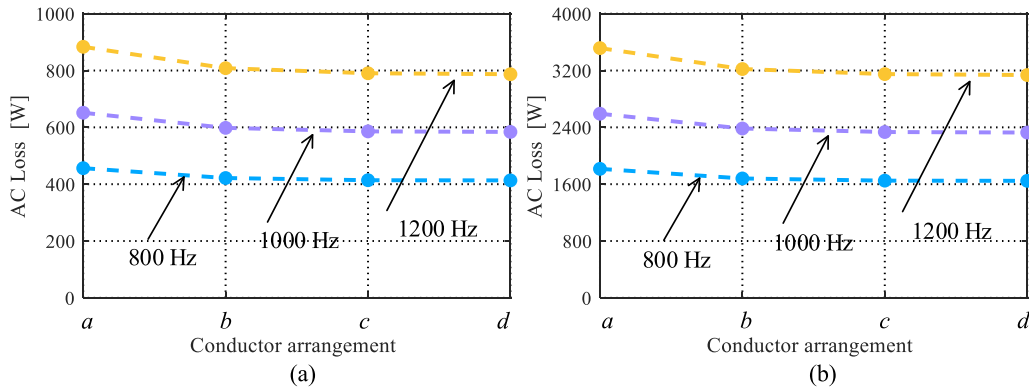 1000
800
600
400
200
0
AC Loss [W]
1200 Hz
1000 Hz
800 Hz
a b c d
Conductor arrangement
(a)
4000
3200
2400
1600
800
0
AC Loss [W]
1200 Hz
1000 Hz
800 Hz
a b c d
Conductor arrangement
(b)